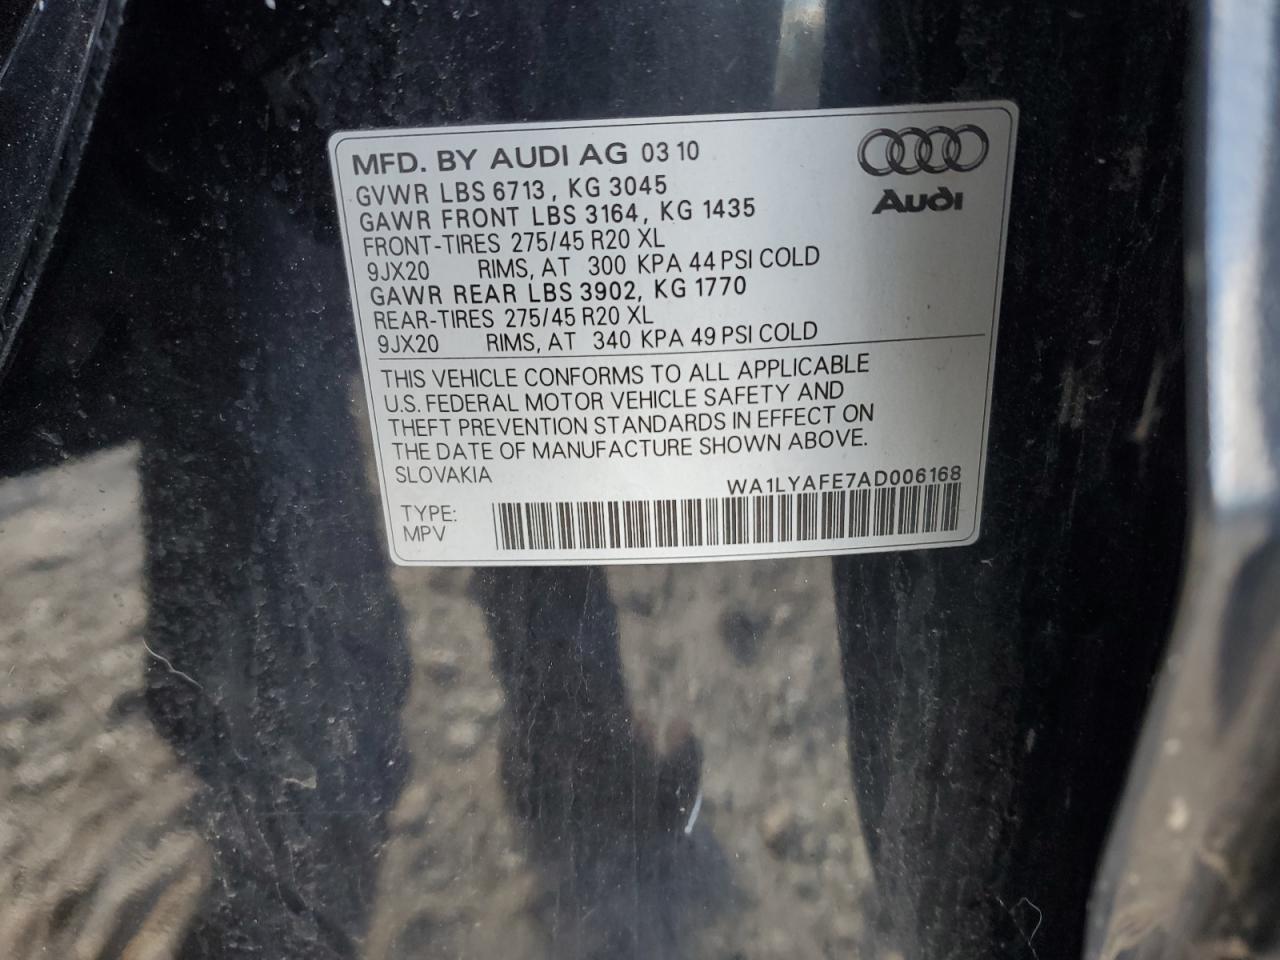 MFD. BY AUDI AG 03 10
Audi
GVWR LBS 6713, KG 3045
GAWR FRONT LBS 3164, KG 1435
FRONT-TIRES 275/45 R20 XL
9JX20 RIMS, AT 300 KPA 44 PSI COLD
GAWR REAR LBS 3902, KG 1770
REAR-TIRES 275/45 R20 XL
9JX20 RIMS, AT 340 KPA 49 PSI COLD
THIS VEHICLE CONFORMS TO ALL APPLICABLE
U.S. FEDERAL MOTOR VEHICLE SAFETY AND
THEFT PREVENTION STANDARDS IN EFFECT ON
THE DATE OF MANUFACTURE SHOWN ABOVE.
SLOVAKIA
WA1LYAFE7AD006168
TYPE:
MPV